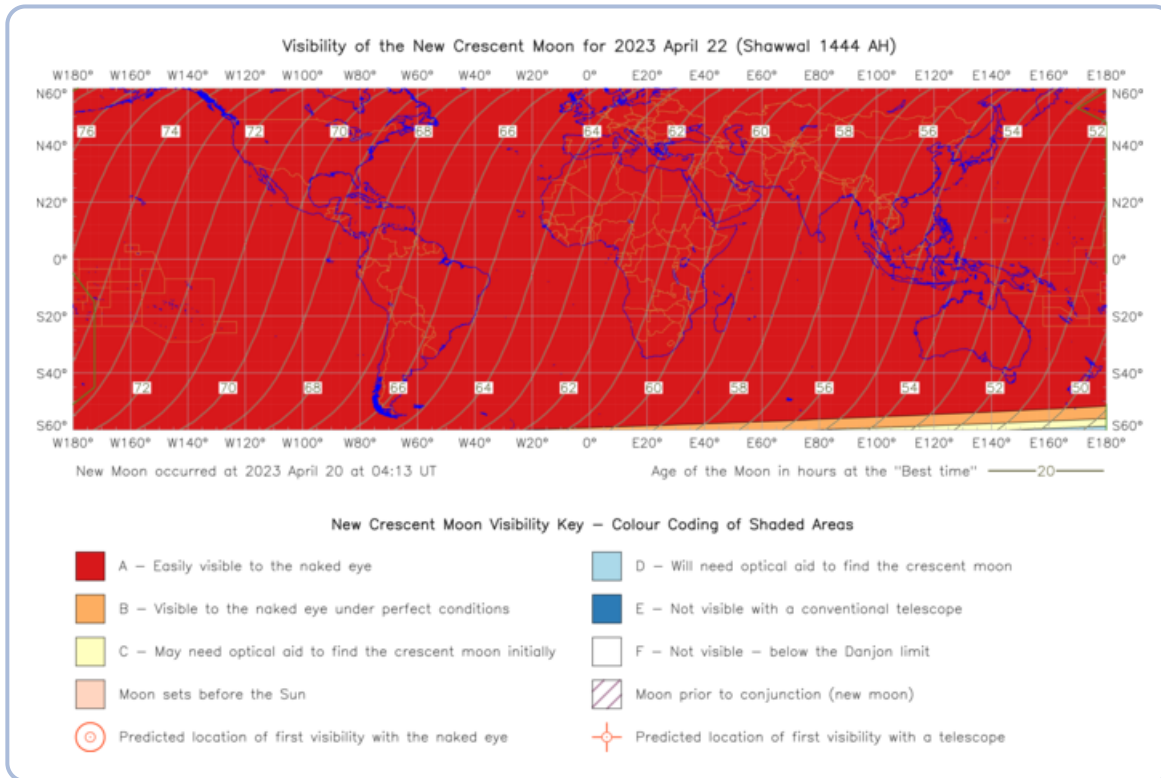 Visibility of the New Crescent Moon for 2023 April 22 (Shawwal 1444 AH)
W180° W160° W140° W120° W100° W80° W60° W40° W20° 0° E20° E40° E60° E80° E100° E120° E140° E160° E180°
N60° N60°
76 74 72 70 68 66 64 62 60 58 56 54 52
N40° N40°
N20° N20°
0° 0°
S20° S20°
S40° S40°
72 70 68 66 64 62 60 58 56 54 52 50
S60° S60°
W180° W160° W140° W120° W100° W80° W60° W40° W20° 0° E20° E40° E60° E80° E100° E120° E140° E160° E180°
New Moon occurred at 2023 April 20 at 04:13 UT Age of the Moon in hours at the "Best time" 20
New Crescent Moon Visibility Key – Colour Coding of Shaded Areas
A – Easily visible to the naked eye D – Will need optical aid to find the crescent moon
B – Visible to the naked eye under perfect conditions E – Not visible with a conventional telescope
C – May need optical aid to find the crescent moon initially F – Not visible – below the Danjon limit
Moon sets before the Sun Moon prior to conjunction (new moon)
Predicted location of first visibility with the naked eye Predicted location of first visibility with a telescope